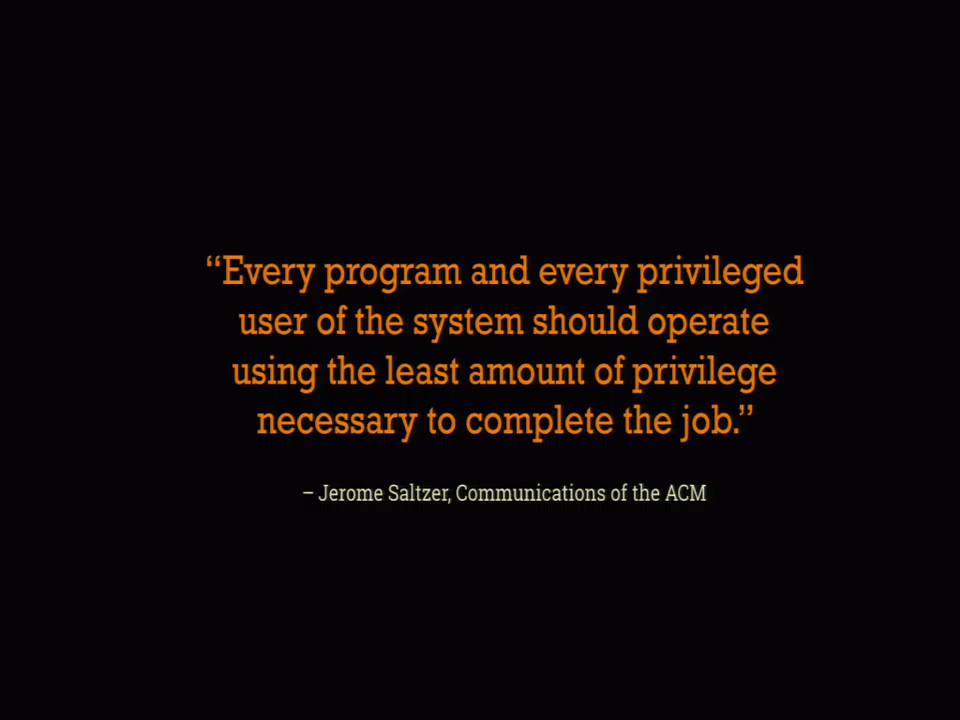 “Every program and every privileged
user of the system should operate
using the least amount of privilege
necessary to complete the job.”
– Jerome Saltzer, Communications of the ACM